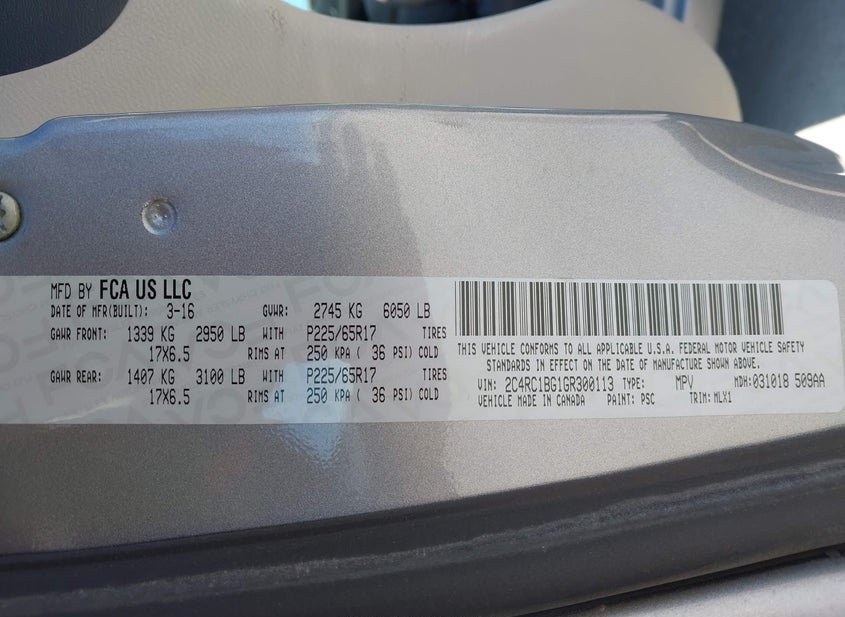 MFD BY FCA US LLC
DATE OF MFR(BUILT): 3-16 GVWR: 2745 KG 6050 LB
GAWR FRONT: 1339 KG 2950 LB WITH P225/65R17 TIRES
17X6.5 RIMS AT 250 KPA ( 36 PSI) COLD
GAWR REAR: 1407 KG 3100 LB WITH P225/65R17 TIRES
17X6.5 RIMS AT 250 KPA ( 36 PSI) COLD
THIS VEHICLE CONFORMS TO ALL APPLICABLE U.S.A. FEDERAL MOTOR VEHICLE SAFETY
STANDARDS IN EFFECT ON THE DATE OF MANUFACTURE SHOWN ABOVE.
VIN: 2C4RC1BG1GR300113 TYPE: MPV MDH:031018 509AA
VEHICLE MADE IN CANADA PAINT: PSC TRIM: MLX1